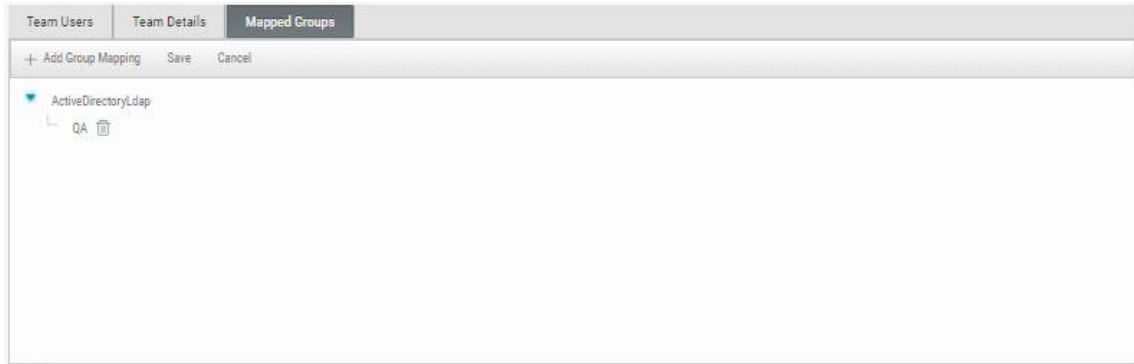 Team Users Team Details Mapped Groups
+ Add Group Mapping Save Cancel
ActiveDirectoryLdap
QA